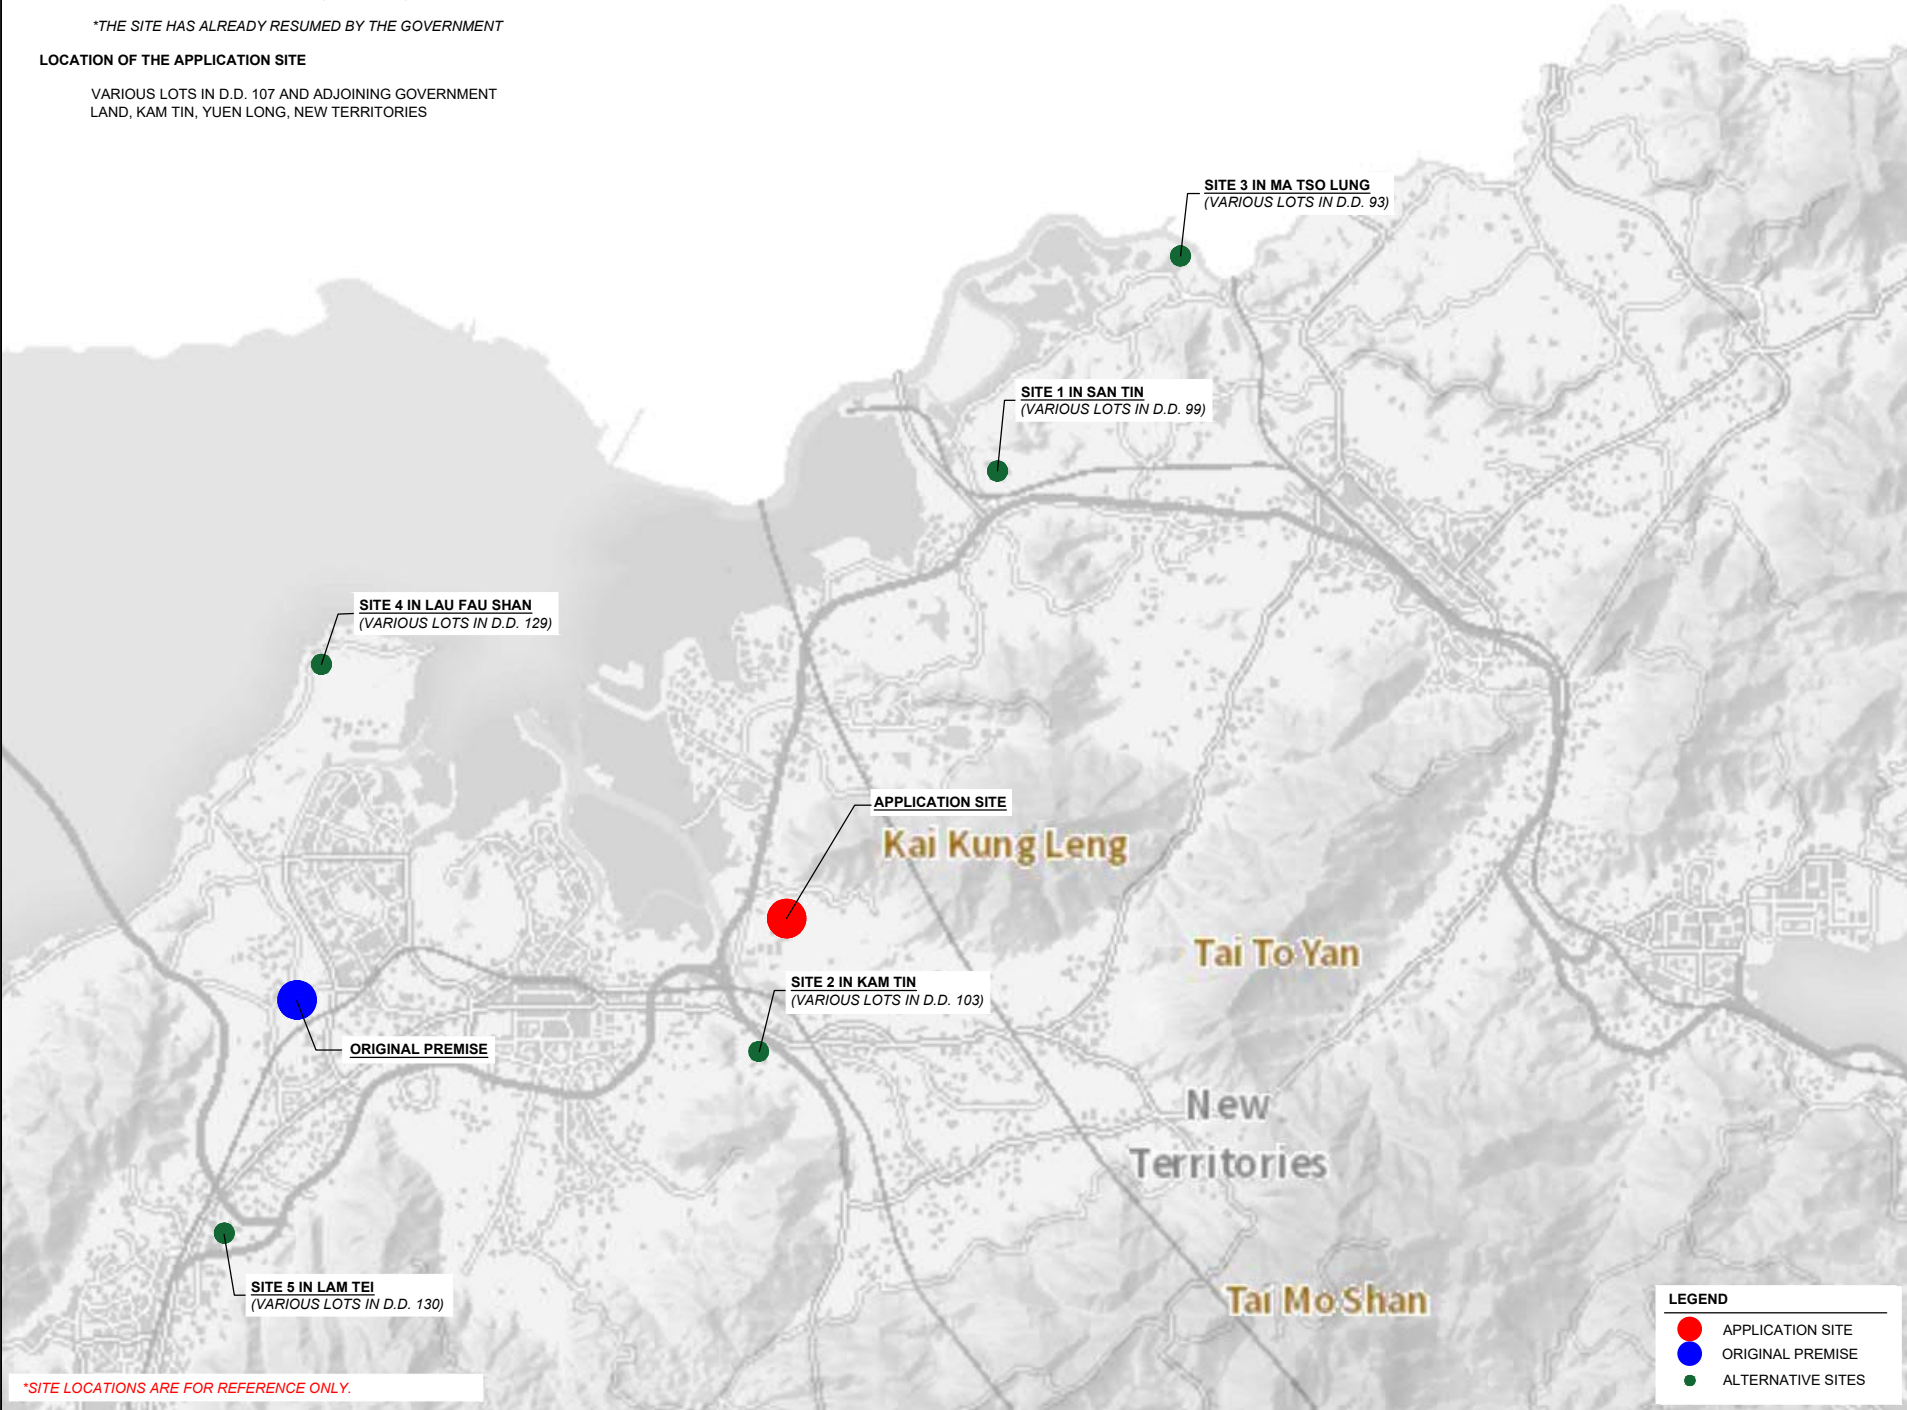 *THE SITE HAS ALREADY RESUMED BY THE GOVERNMENT
LOCATION OF THE APPLICATION SITE
VARIOUS LOTS IN D.D. 107 AND ADJOINING GOVERNMENT
LAND, KAM TIN, YUEN LONG, NEW TERRITORIES
SITE 3 IN MA TSO LUNG
(VARIOUS LOTS IN D.D. 93)
SITE 1 IN SAN TIN
(VARIOUS LOTS IN D.D. 99)
SITE 4 IN LAU FAU SHAN
(VARIOUS LOTS IN D.D. 129)
APPLICATION SITE
Kai Kung Leng
Tai To Yan
SITE 2 IN KAM TIN
(VARIOUS LOTS IN D.D. 103)
ORIGINAL PREMISE
New
Territories
SITE 5 IN LAM TEI
(VARIOUS LOTS IN D.D. 130)
Tai Mo Shan
LEGEND
APPLICATION SITE
ORIGINAL PREMISE
ALTERNATIVE SITES
*SITE LOCATIONS ARE FOR REFERENCE ONLY.